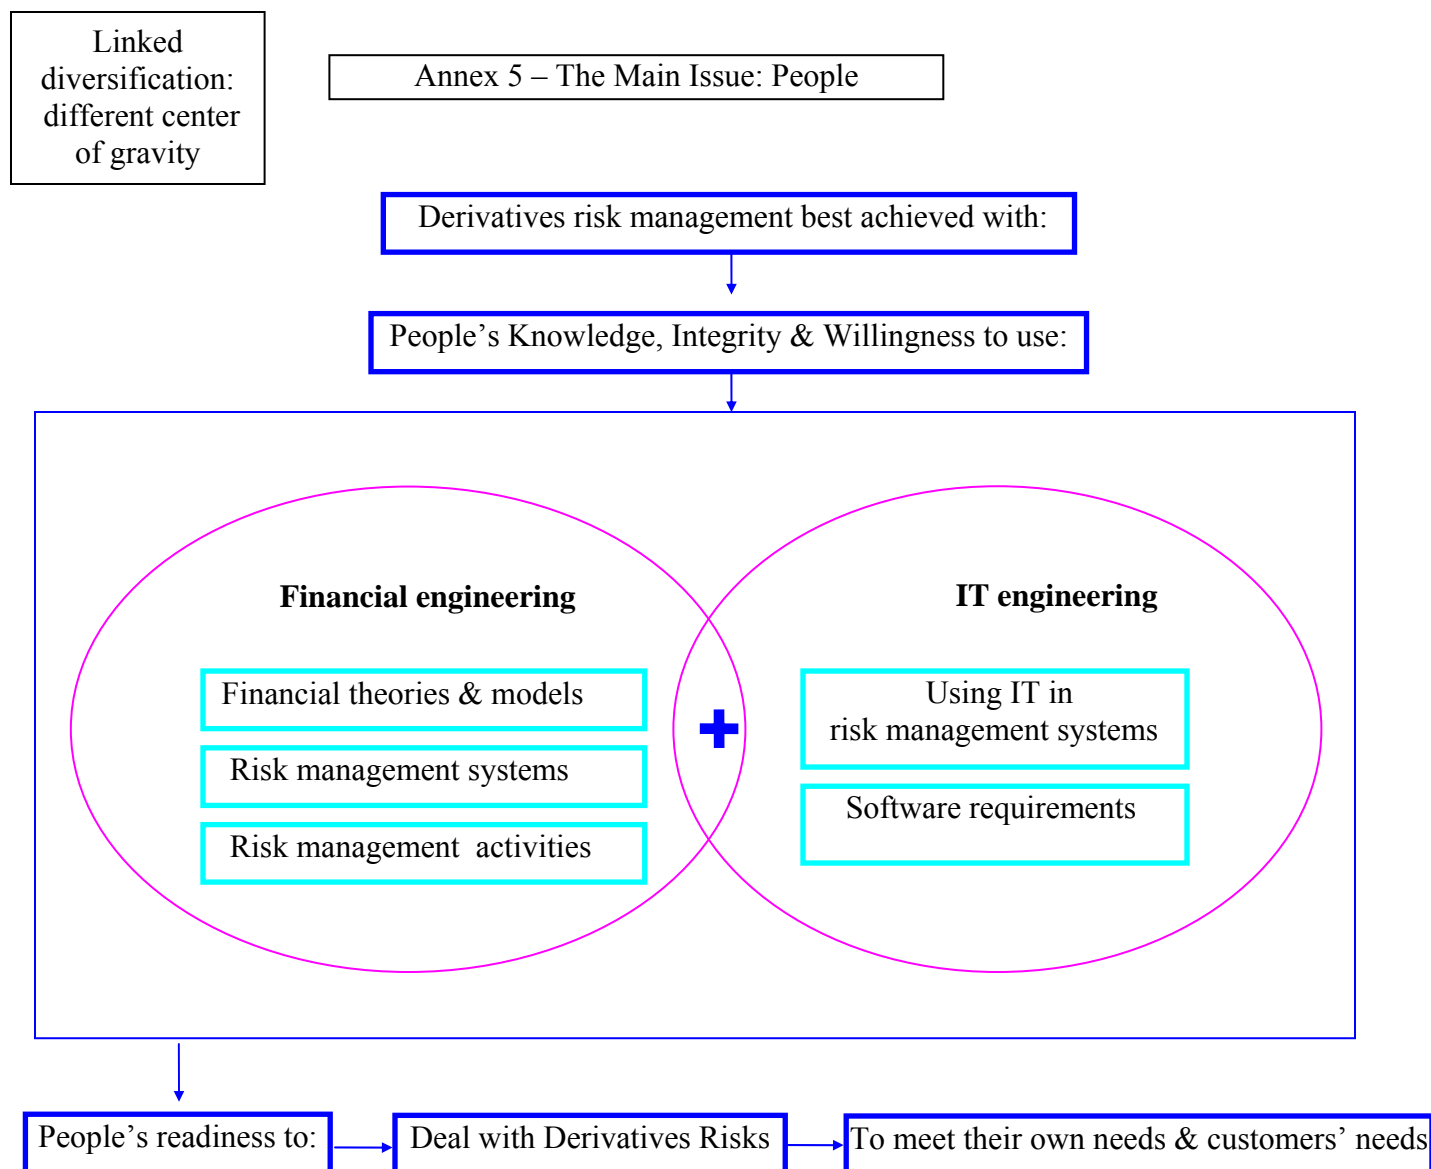 Linked
diversification:
different center
of gravity
Annex 5 – The Main Issue: People
Derivatives risk management best achieved with:
People’s Knowledge, Integrity & Willingness to use:
Financial engineering
Financial theories & models
Risk management systems
Risk management activities
IT engineering
Using IT in
risk management systems
Software requirements
People’s readiness to:
Deal with Derivatives Risks
To meet their own needs & customers’ needs